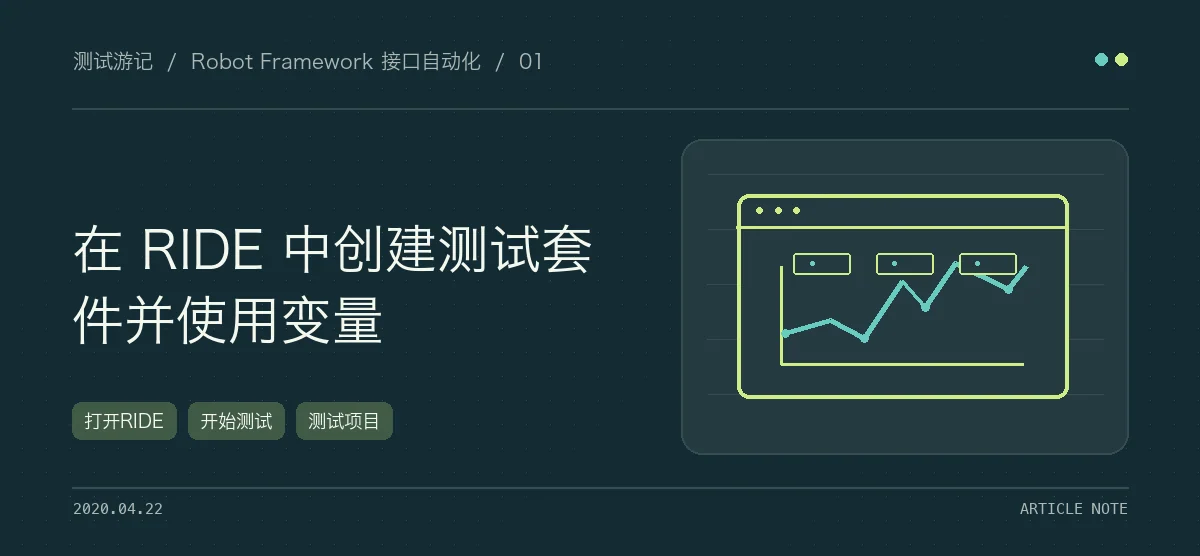 测试游记 / Robot Framework 接口自动化 / 01
在 RIDE 中创建测试套
件并使用变量
打开RIDE 开始测试 测试项目
2020.04.22 ARTICLE NOTE